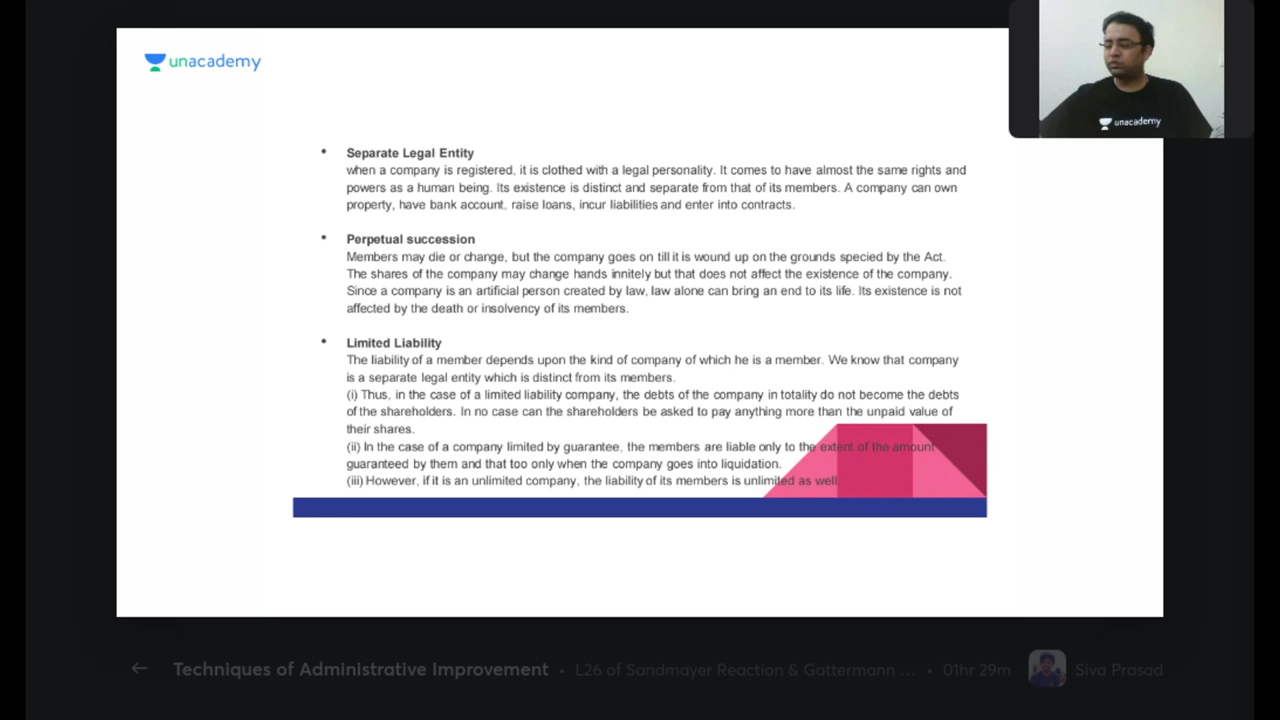 unacademy
unacademy
• Separate Legal Entity
when a company is registered, it is clothed with a legal personality. It comes to have almost the same rights and
powers as a human being. Its existence is distinct and separate from that of its members. A company can own
property, have bank account, raise loans, incur liabilities and enter into contracts.
• Perpetual succession
Members may die or change, but the company goes on till it is wound up on the grounds specied by the Act.
The shares of the company may change hands innitely but that does not affect the existence of the company.
Since a company is an artificial person created by law, law alone can bring an end to its life. Its existence is not
affected by the death or insolvency of its members.
• Limited Liability
The liability of a member depends upon the kind of company of which he is a member. We know that company
is a separate legal entity which is distinct from its members.
(i) Thus, in the case of a limited liability company, the debts of the company in totality do not become the debts
of the shareholders. In no case can the shareholders be asked to pay anything more than the unpaid value of
their shares.
(ii) In the case of a company limited by guarantee, the members are liable only to the extent of the amount
guaranteed by them and that too only when the company goes into liquidation.
(iii) However, if it is an unlimited company, the liability of its members is unlimited as well
Techniques of Administrative Improvement • L26 of Sandmayer Reaction & Gattermann ... • 01hr 29m Siva Prasad